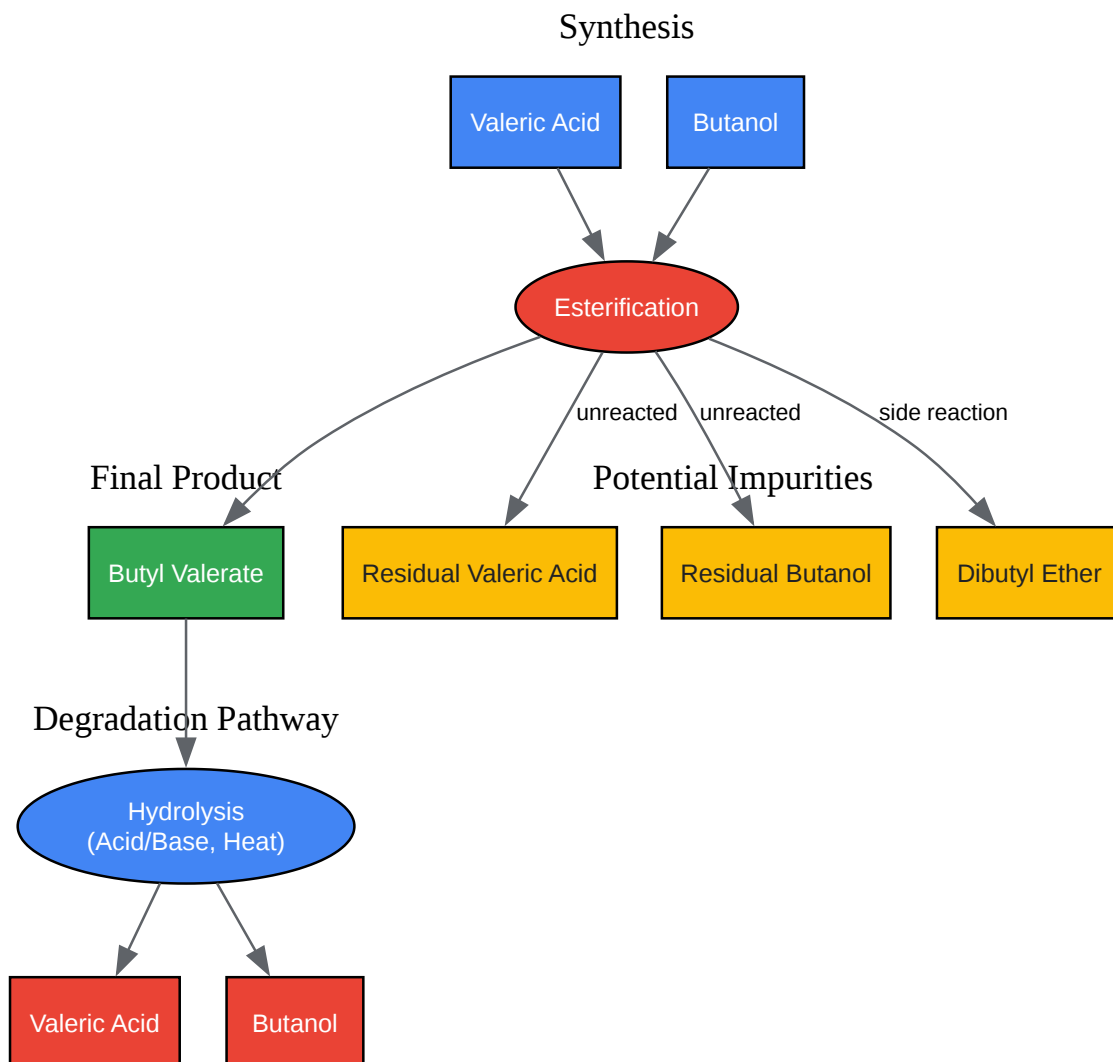 Synthesis
Valeric Acid
Butanol
Esterification
unreacted
unreacted
side reaction
Final Product
Potential Impurities
Butyl Valerate
Residual Valeric Acid
Residual Butanol
Dibutyl Ether
Degradation Pathway
Hydrolysis
(Acid/Base, Heat)
Valeric Acid
Butanol